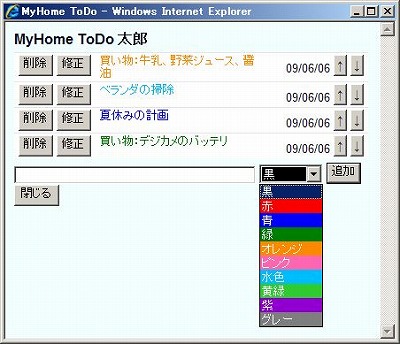 MyHome ToDo - Windows Internet Explorer
MyHome ToDo 太郎
削除 修正 買い物:牛乳、野菜ジュース、醤
油 09/06/06 ↑ ↓
削除 修正 ベランダの掃除 09/06/06 ↑ ↓
削除 修正 夏休みの計画 09/06/06 ↑ ↓
削除 修正 買い物:デジカメのバッテリ 09/06/06 ↑ ↓
黒 追加
閉じる
黒
赤
青
緑
オレンジ
ピンク
水色
黄緑
紫
グレー